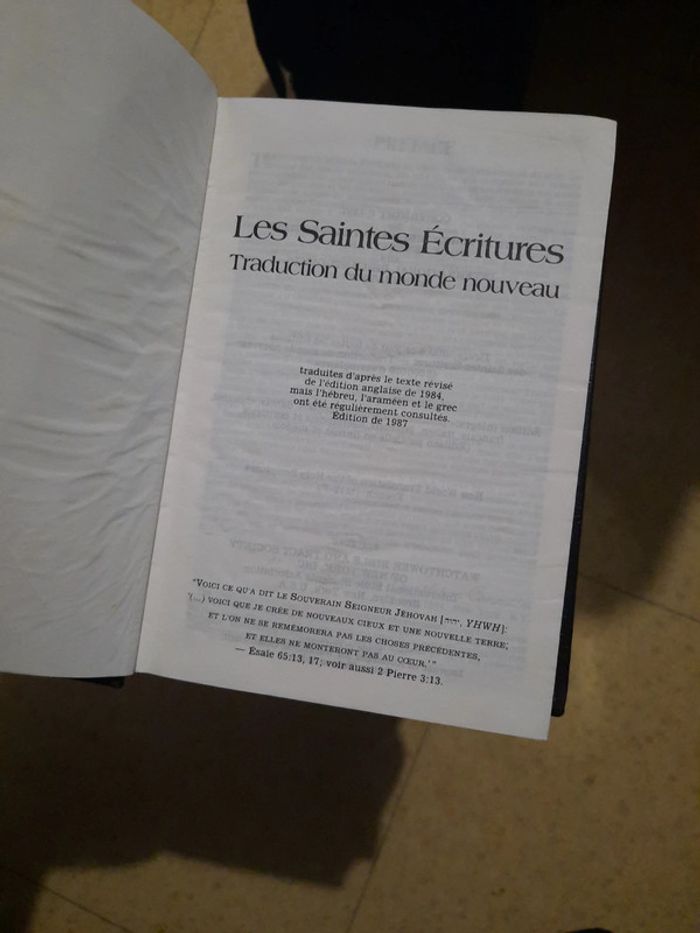 Les Saintes Écritures
Traduction du monde nouveau
traduites d'après le texte révisé
de l'édition anglaise de 1984,
mais l'hébreu, l'araméen et le grec
ont été régulièrement consultés.
Édition de 1987
"Voici ce qu'a dit le Souverain Seigneur Jéhovah [יהוה, YHWH]:
'(...) voici que je crée de nouveaux cieux et une nouvelle terre;
et l'on ne se remémorera pas les choses précédentes,
et elles ne monteront pas au cœur.'"
— Ésaïe 65:13, 17; voir aussi 2 Pierre 3:13.